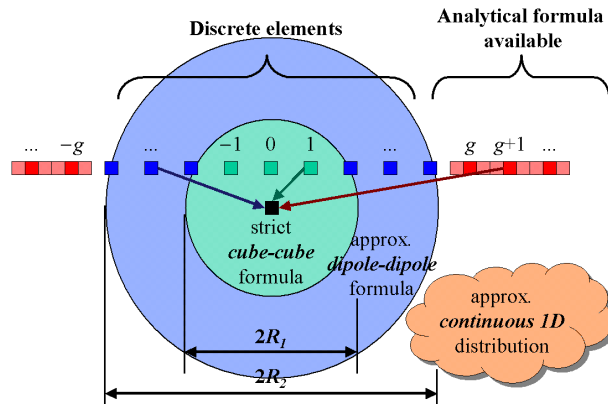 Discrete elements
Analytical formula
available
... −g ... −1 0 1 ... g g+1 ...
strict
cube-cube
formula
approx.
dipole-dipole
formula
approx.
continuous 1D
distribution
2R1
2R2